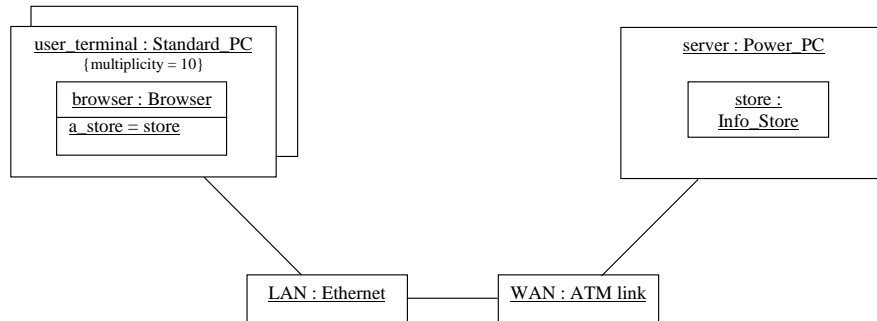 user_terminal : Standard_PC
{multiplicity = 10}
browser : Browser
a_store = store
server : Power_PC
store :
Info_Store
LAN : Ethernet
WAN : ATM link